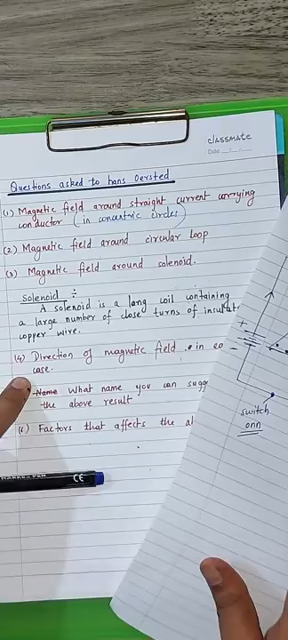 classmate
Date
Questions asked to hans Oersted
(1) Magnetic field around straight current carrying
conductor (in concentric circles)
(2) Magnetic field around circular loop
(3) Magnetic field around solenoid.
Solenoid ÷
A solenoid is a long coil containing
a large number of close turns of
copper wire.
(4) Direction of magnetic field in
case.
Name What name you can
the above result
(6) Factors that affects the
switch
onn
CE